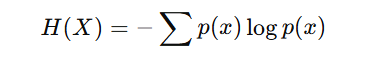 H(X) = − ∑ p(x) log p(x)